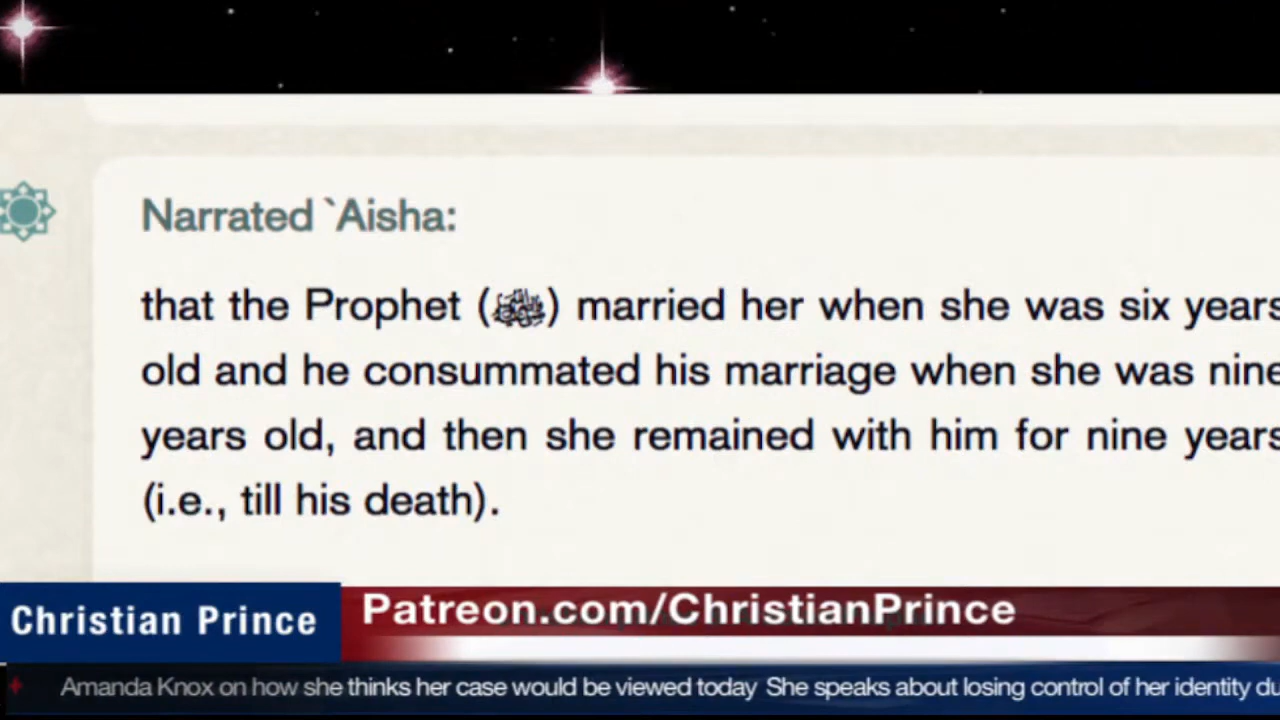 Narrated `Aisha:
that the Prophet (ﷺ) married her when she was six years
old and he consummated his marriage when she was nine
years old, and then she remained with him for nine years
(i.e., till his death).
Christian Prince
Patreon.com/ChristianPrince
Amanda Knox on how she thinks her case would be viewed today She speaks about losing control of her identity du